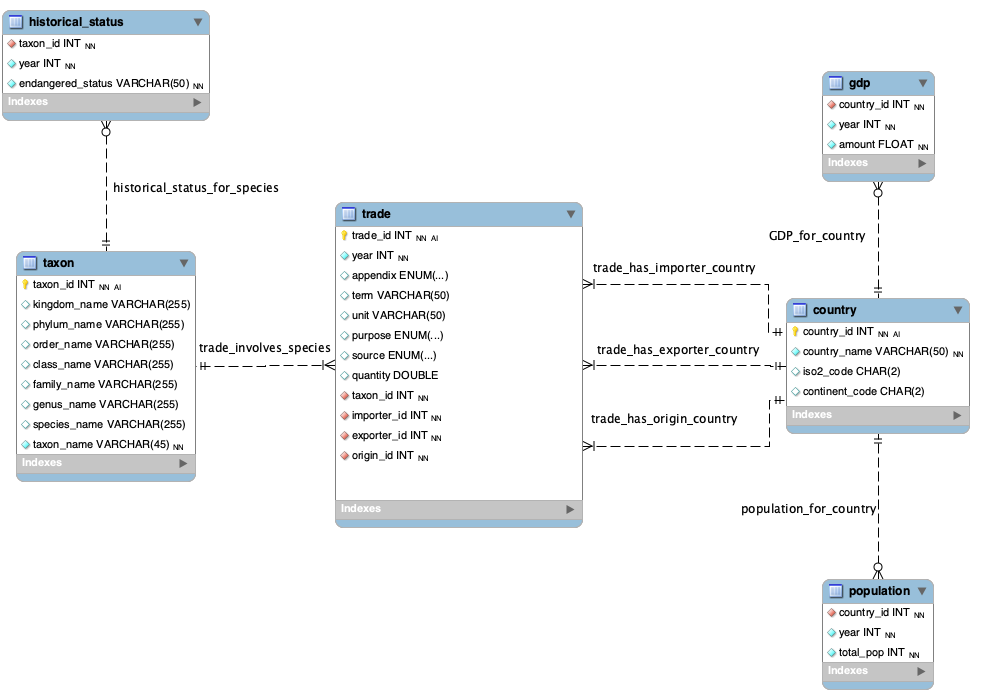 historical_status
taxon_id INT NN
year INT NN
endangered_status VARCHAR(50) NN
Indexes
historical_status_for_species
taxon
taxon_id INT NN AI
kingdom_name VARCHAR(255)
phylum_name VARCHAR(255)
order_name VARCHAR(255)
class_name VARCHAR(255)
family_name VARCHAR(255)
genus_name VARCHAR(255)
species_name VARCHAR(255)
taxon_name VARCHAR(45) NN
Indexes
trade_involves_species
trade
trade_id INT NN AI
year INT NN
appendix ENUM(...)
term VARCHAR(50)
unit VARCHAR(50)
purpose ENUM(...)
source ENUM(...)
quantity DOUBLE
taxon_id INT NN
importer_id INT NN
exporter_id INT NN
origin_id INT NN
Indexes
trade_has_importer_country
trade_has_exporter_country
trade_has_origin_country
gdp
country_id INT NN
year INT NN
amount FLOAT NN
Indexes
GDP_for_country
country
country_id INT NN AI
country_name VARCHAR(50) NN
iso2_code CHAR(2)
continent_code CHAR(2)
Indexes
population_for_country
population
country_id INT NN
year INT NN
total_pop INT NN
Indexes